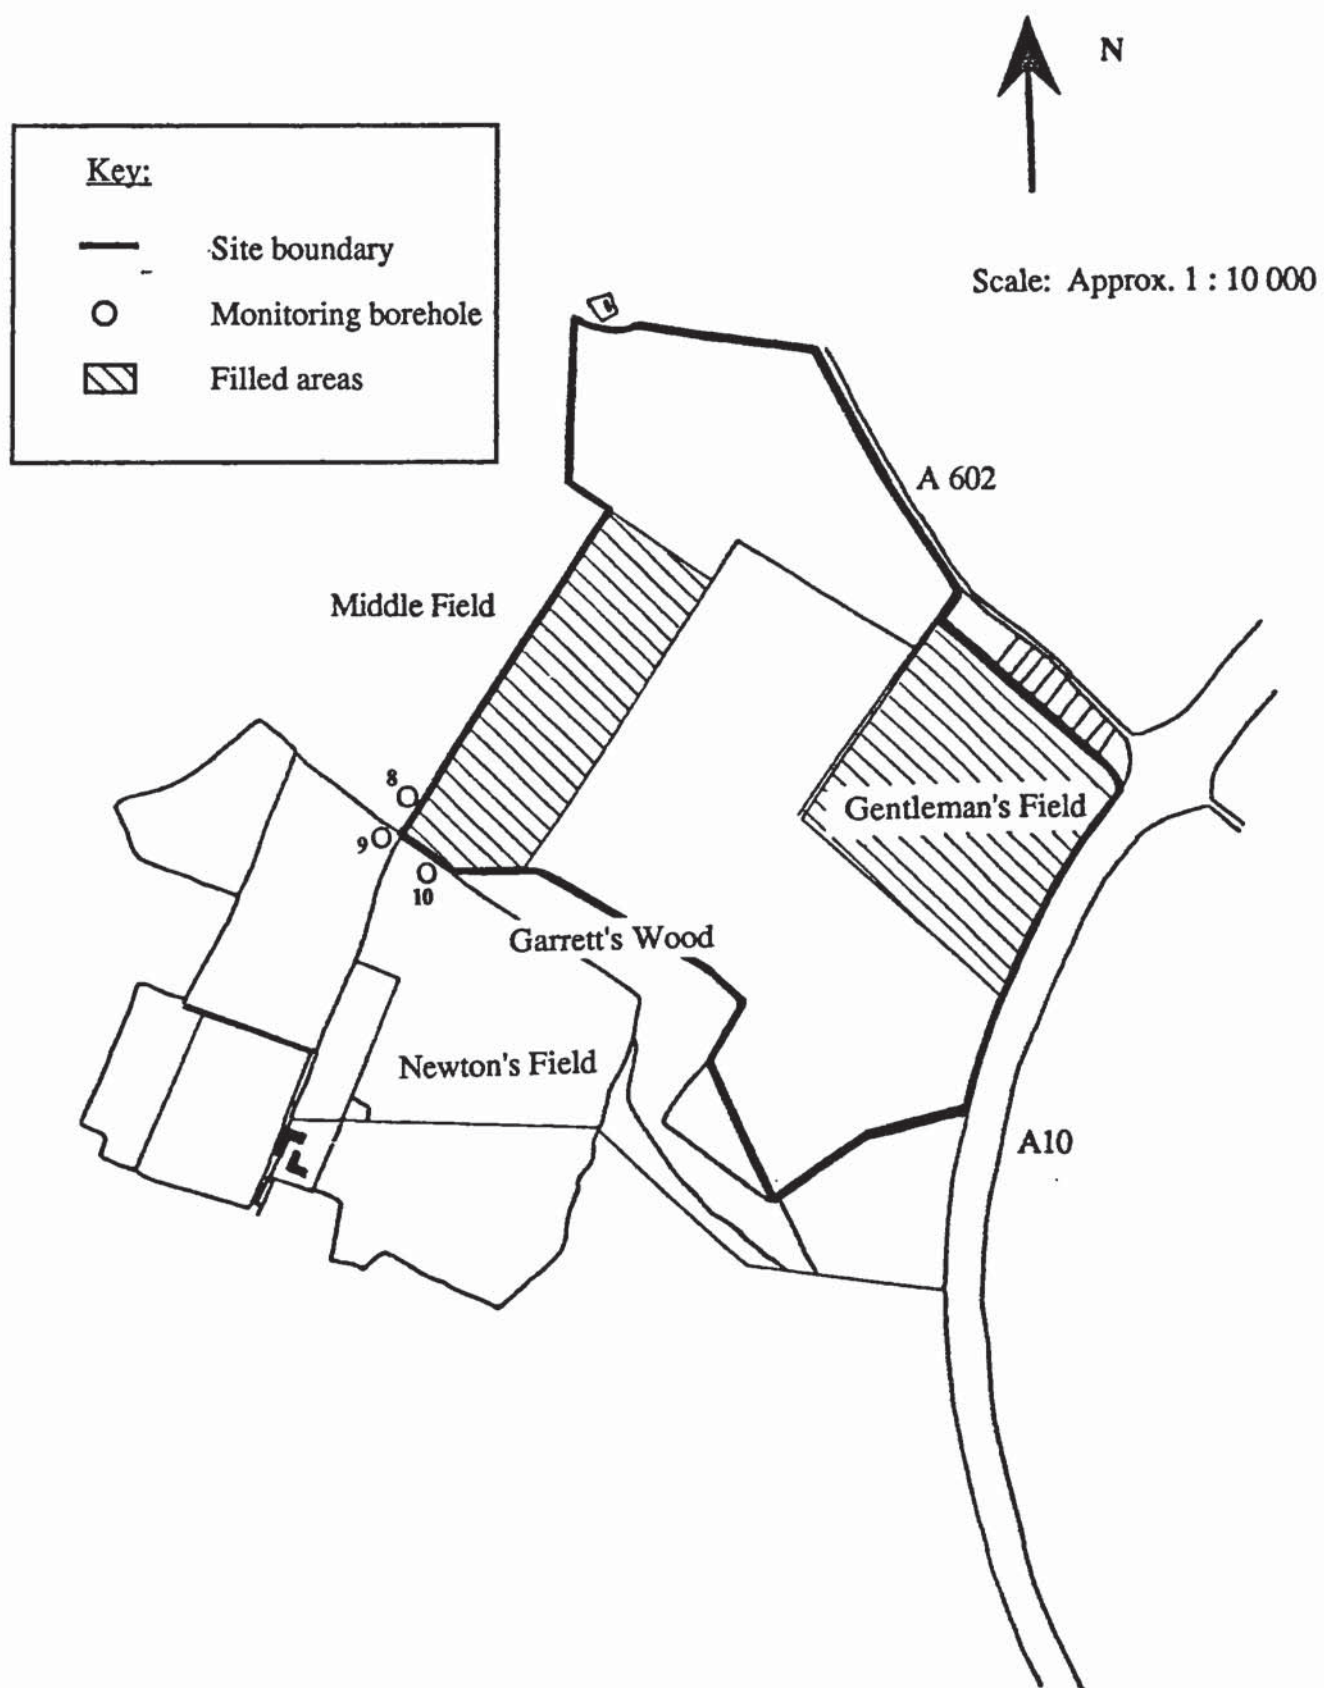 N
Key:
Site boundary
Monitoring borehole
Filled areas
Scale: Approx. 1 : 10 000
A 602
Middle Field
8
Gentleman's Field
9
10
Garrett's Wood
Newton's Field
A10